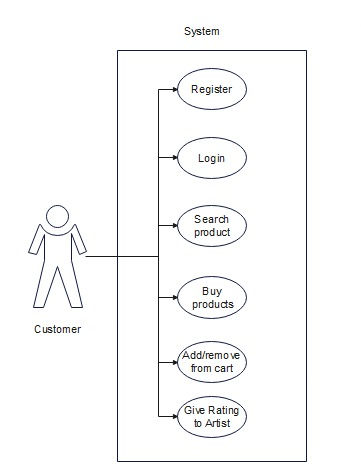 System
Register
Login
Search
product
Buy
products
Customer
Add/remove
from cart
Give Rating
to Artist